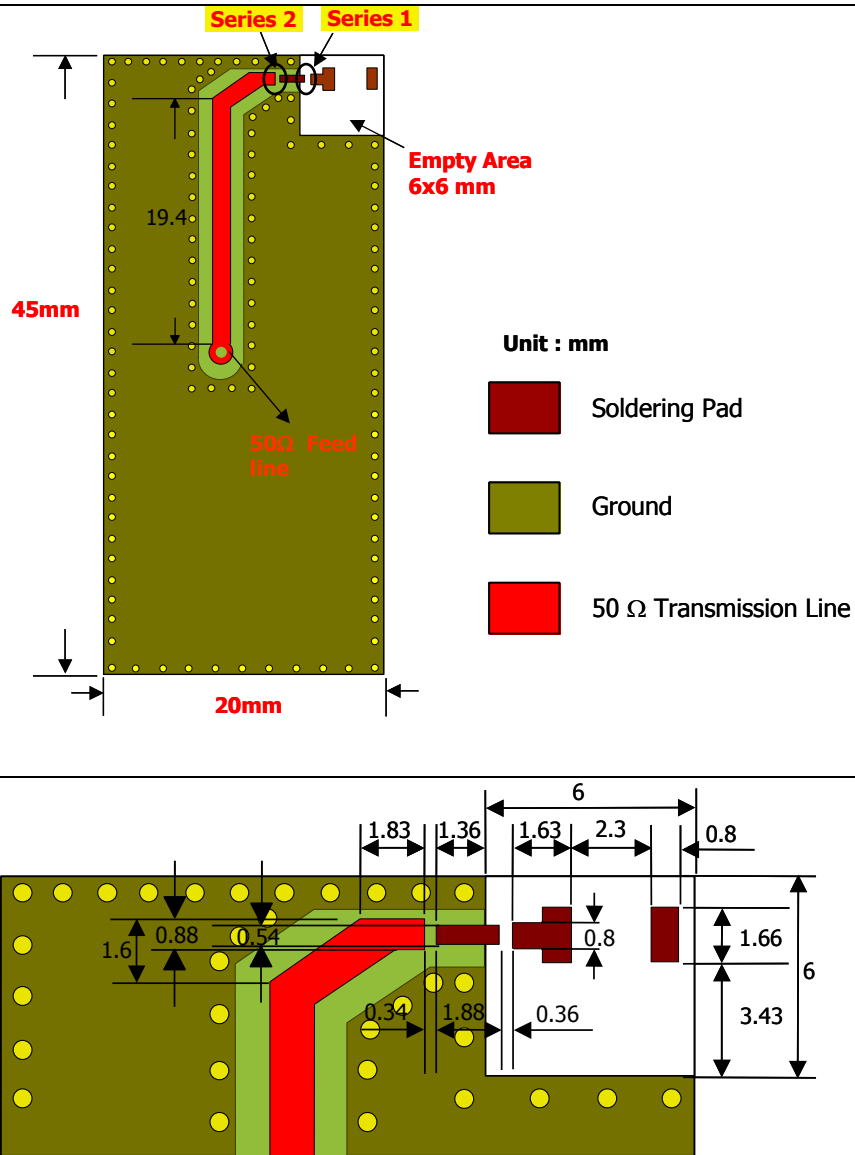 Series 2
Series 1
Empty Area
6x6 mm
19.4
45mm
Unit : mm
Soldering Pad
50Ω Feed
line
Ground
50 Ω Transmission Line
20mm
6
1.83
1.36
1.63
2.3
0.8
0.88
0.54
0.8
1.66
1.6
6
0.34
1.88
0.36
3.43